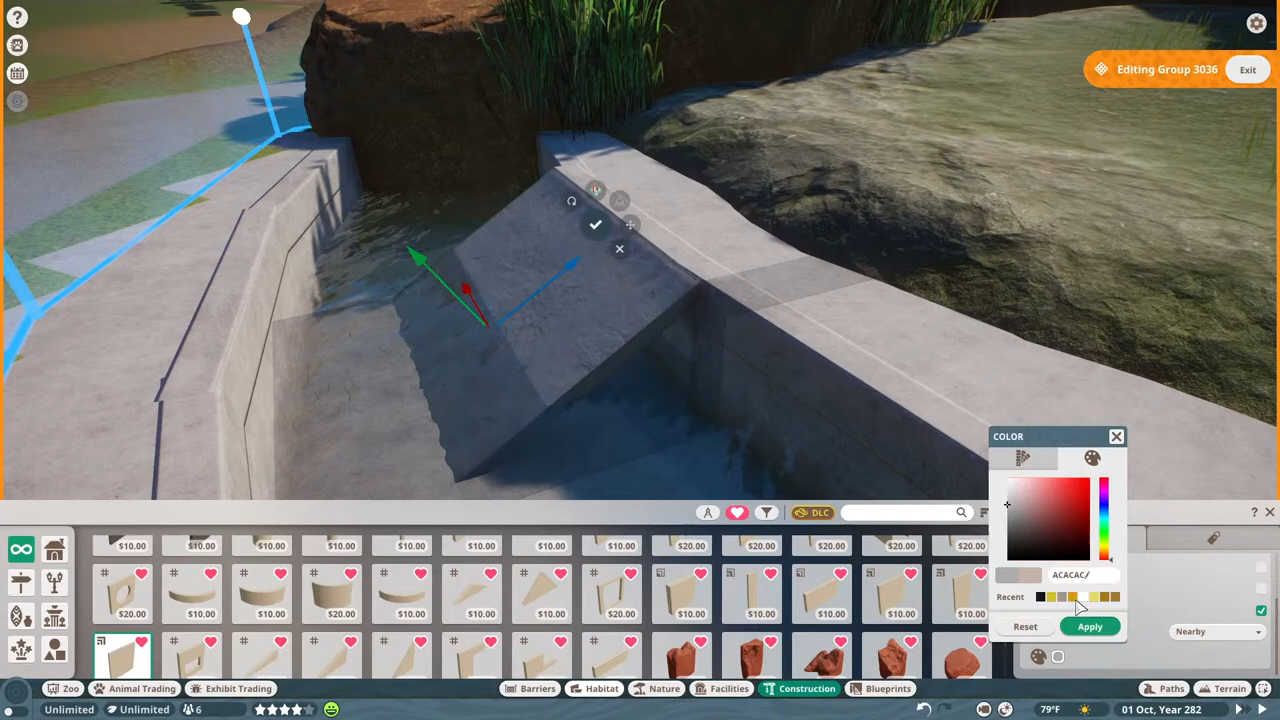 ?
Editing Group 3036
Exit
COLOR
ACACAC/
Recent
Reset
Apply
DLC
?
$10.00
$10.00
$10.00
$10.00
$10.00
$10.00
$10.00
$10.00
$20.00
$20.00
$20.00
$20.00
$20.00
$10.00
$10.00
$20.00
$10.00
$10.00
$20.00
$10.00
$10.00
$10.00
$10.00
Nearby
Zoo
Animal Trading
Exhibit Trading
Barriers
Habitat
Nature
Facilities
Construction
Blueprints
Paths
Terrain
Unlimited
Unlimited
6
79°F
01 Oct, Year 282